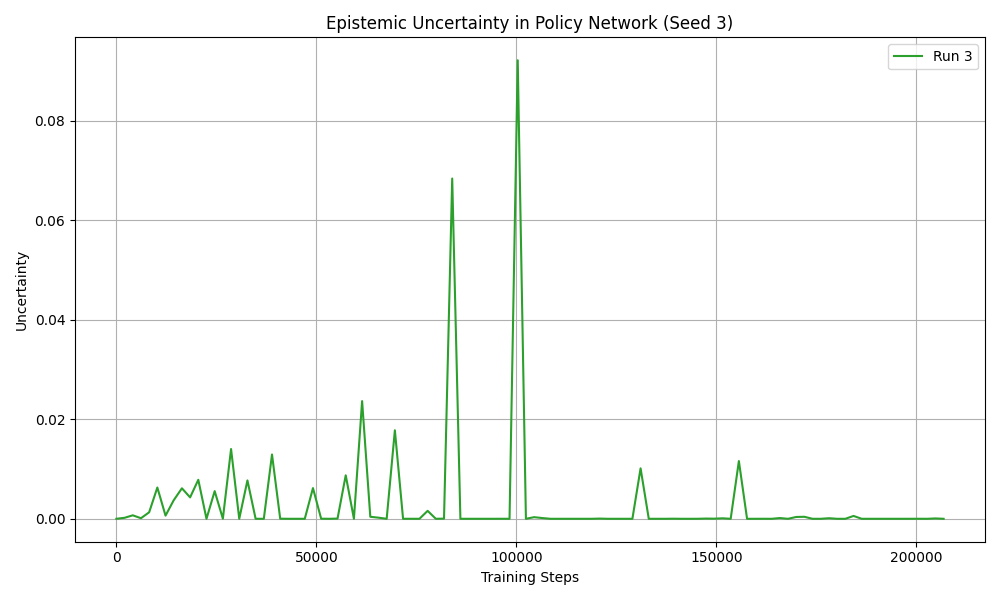 Epistemic Uncertainty in Policy Network (Seed 3)
Run 3
0.08
0.06
0.04
0.02
0.00
Uncertainty
0 50000 100000 150000 200000
Training Steps